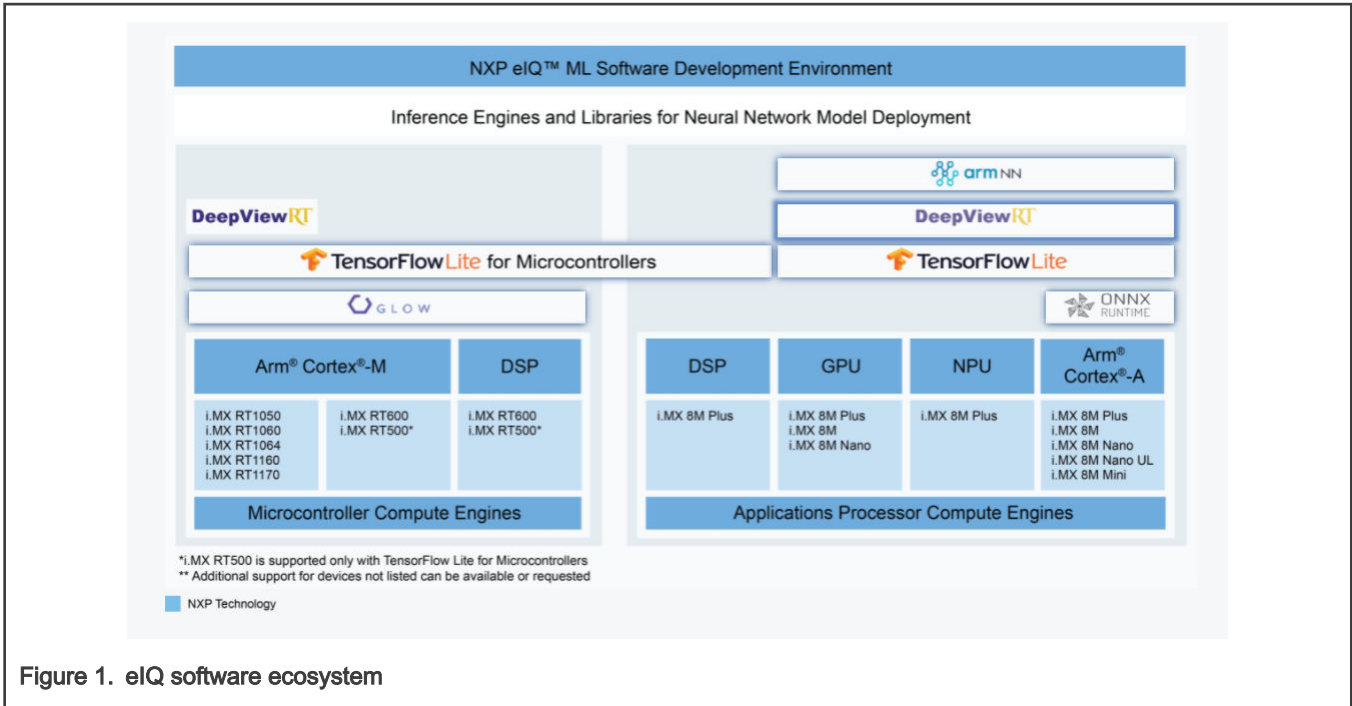 NXP eIQ™ ML Software Development Environment
Inference Engines and Libraries for Neural Network Model Deployment
arm NN
DeepViewRT
DeepViewRT
TensorFlowLite for Microcontrollers
TensorFlowLite
GLOW
ONNX
RUNTIME
Arm® Cortex®-M
DSP
DSP
GPU
NPU
Arm®
Cortex®-A
i.MX RT1050
i.MX RT1060
i.MX RT1064
i.MX RT1160
i.MX RT1170
i.MX RT600
i.MX RT500*
i.MX RT600
i.MX RT500*
i.MX 8M Plus
i.MX 8M Plus
i.MX 8M
i.MX 8M Nano
i.MX 8M Plus
i.MX 8M Plus
i.MX 8M
i.MX 8M Nano
i.MX 8M Nano UL
i.MX 8M Mini
Microcontroller Compute Engines
Applications Processor Compute Engines
*i.MX RT500 is supported only with TensorFlow Lite for Microcontrollers
** Additional support for devices not listed can be available or requested
NXP Technology
Figure 1. eIQ software ecosystem